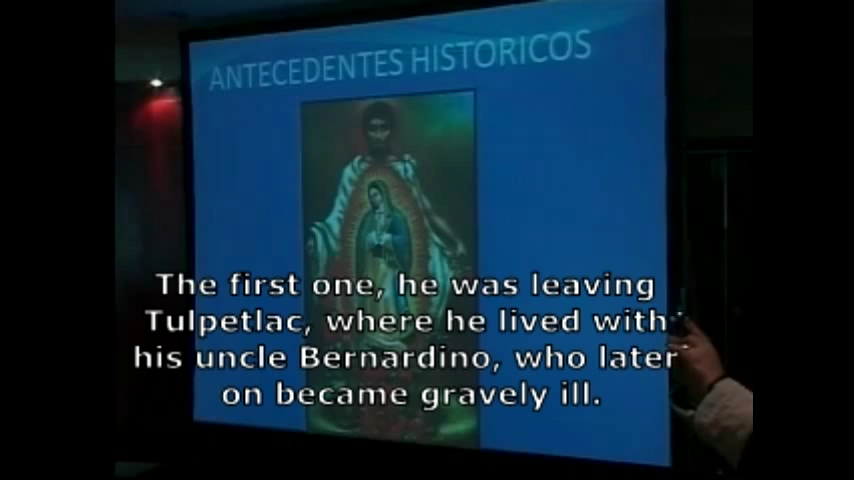 ANTECEDENTES HISTORICOS
The first one, he was leaving
Tulpetlac, where he lived with
his uncle Bernardino, who later
on became gravely ill.